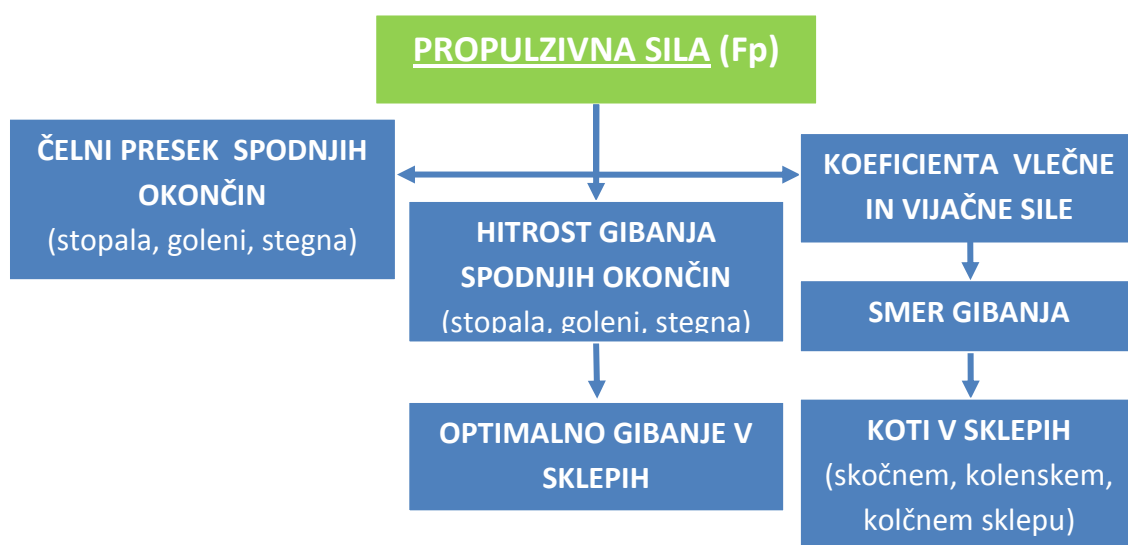 PROPULZIVNA SILA (Fp)
ČELNI PRESEK SPODNJIH
OKONČIN
(stopala, goleni, stegna)
HITROST GIBANJA
SPODNJIH OKONČIN
(stopala, goleni, stegna)
OPTIMALNO GIBANJE V
SKLEPIH
KOEFICIENTA VLEČNE
IN VIJAČNE SILE
SMER GIBANJA
KOTI V SKLEPIH
(skočnem, kolenskem,
kolčnem sklepu)